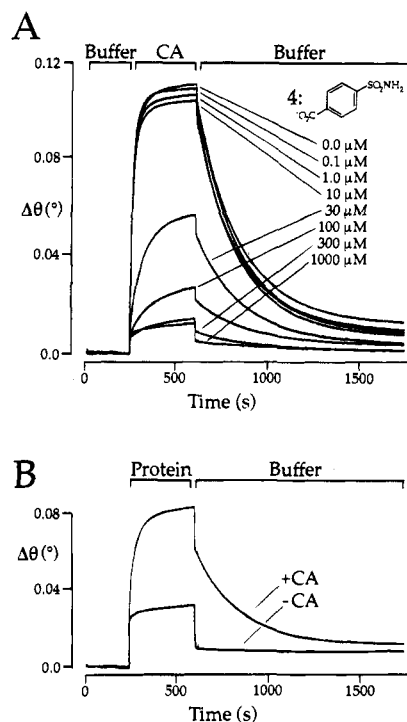 A
Buffer CA Buffer
0.12
4: ⁻O₂C SO₂NH₂
0.0 μM
0.1 μM
0.08
1.0 μM
10 μM
30 μM
Δθ (°)
100 μM
300 μM
0.04
1000 μM
0.0
0 500 1000 1500
Time (s)
B
Protein Buffer
0.08
Δθ (°)
0.04
+CA
-CA
0.0
0 500 1000 1500
Time (s)